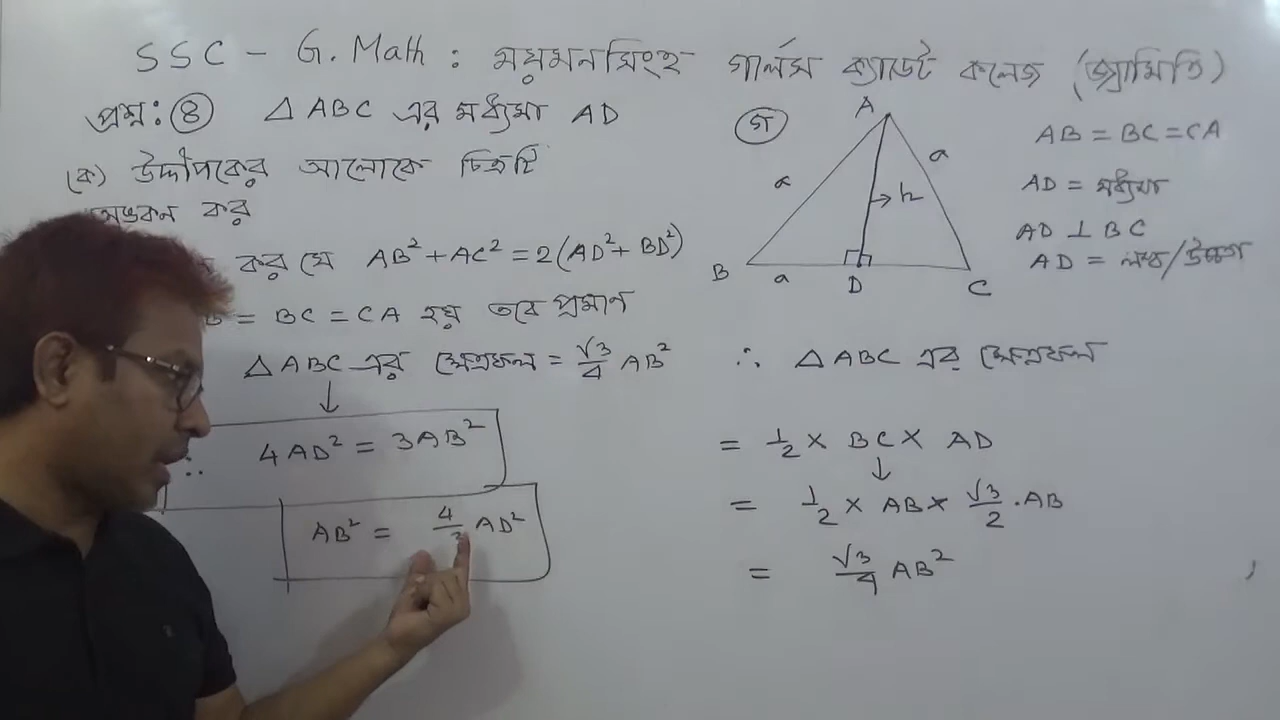 SSC - G. Math : ময়মনসিংহ গার্লস ক্যাডেট কলেজ (জ্যামিতি)
প্রশ্ন: ৪ Δ ABC এর মধ্যমা AD
(ক) উদ্দীপকের আলোকে চিত্রটি
অঙকন কর
কর যে AB² + AC² = 2(AD² + BD²)
= BC = CA হয় তবে প্রমান
Δ ABC এর ক্ষেত্রফল = √3/4 AB²
↓
∴ 4AD² = 3AB²
AB² = 4/3 AD²
গ
A
a
a
→ h
B
a
D
C
AB = BC = CA
AD = মধ্যমা
AD ⊥ BC
AD = লম্ব/উচ্চতা
∴ Δ ABC এর ক্ষেত্রফল
= 1/2 × BC × AD
↓
= 1/2 × AB × √3/2 . AB
= √3/4 AB²